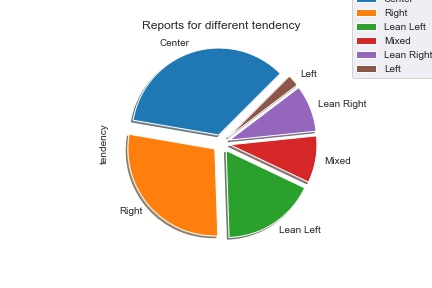 Reports for different tendency
Center
Right
Lean Left
Mixed
Lean Right
Left
Center
Left
Lean Right
tendency
Mixed
Right
Lean Left